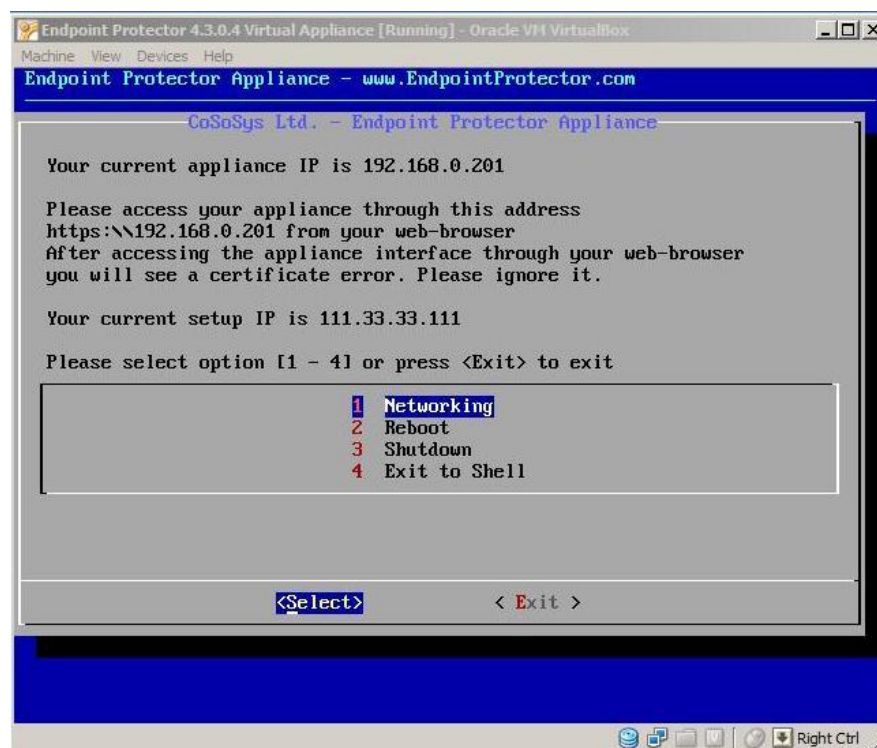 Endpoint Protector 4.3.0.4 Virtual Appliance [Running] - Oracle VM VirtualBox
Machine View Devices Help
Endpoint Protector Appliance - www.EndpointProtector.com
CoSoSys Ltd. - Endpoint Protector Appliance
Your current appliance IP is 192.168.0.201
Please access your appliance through this address
https:\\192.168.0.201 from your web-browser
After accessing the appliance interface through your web-browser
you will see a certificate error. Please ignore it.
Your current setup IP is 111.33.33.111
Please select option [1 - 4] or press <Exit> to exit
1 Networking
2 Reboot
3 Shutdown
4 Exit to Shell
<Select> < Exit >
Right Ctrl